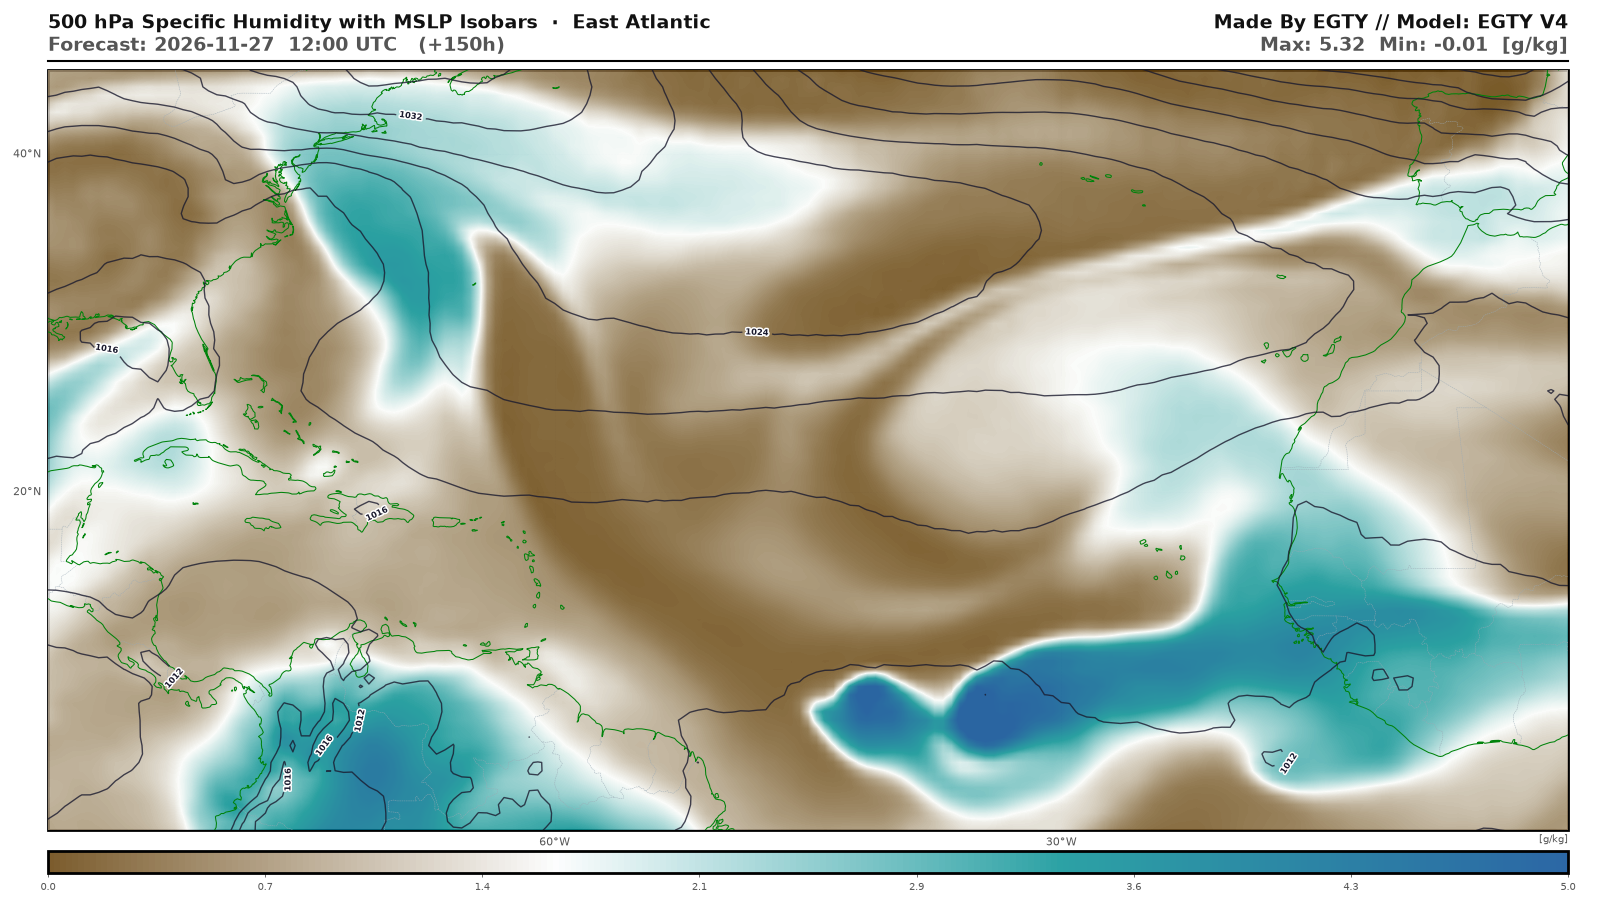 500 hPa Specific Humidity with MSLP Isobars · East Atlantic
Made By EGTY // Model: EGTY V4
Forecast: 2026-11-27 12:00 UTC (+150h)
Max: 5.32 Min: -0.01 [g/kg]
1032
40°N
1024
1016
20°N
1016
1012
1012
1016
1012
1016
60°W
30°W
[g/kg]
0.0
0.7
1.4
2.1
2.9
3.6
4.3
5.0